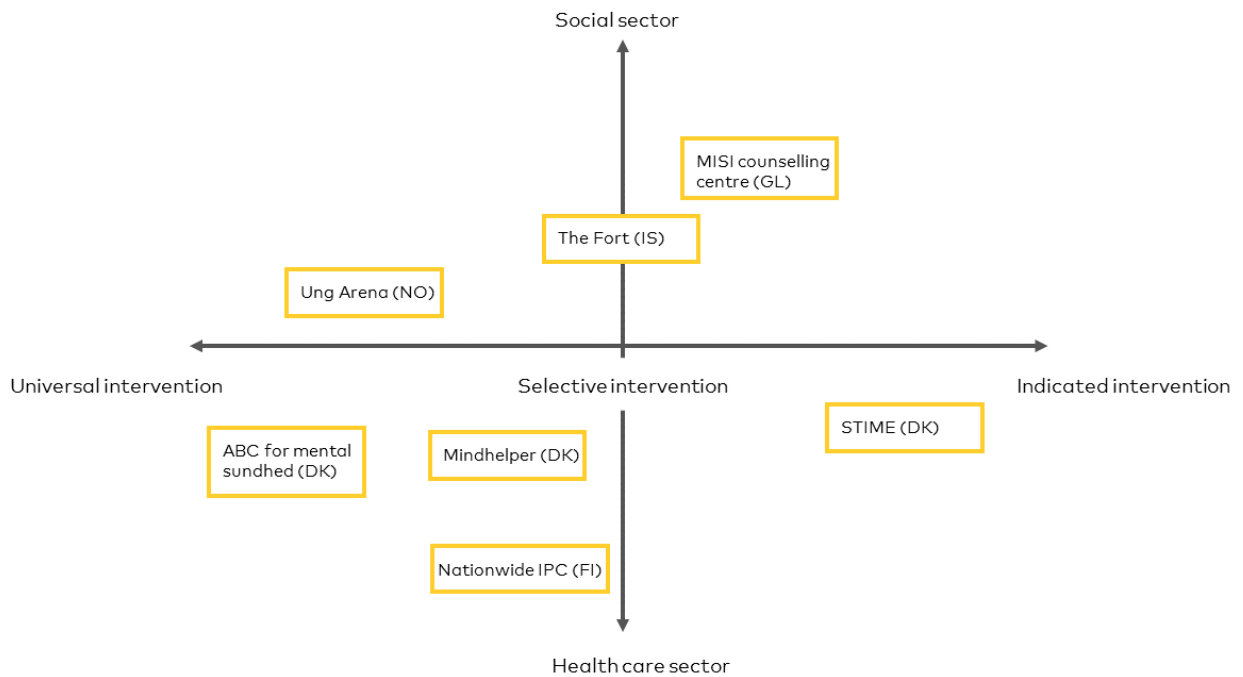 Social sector
MISI counselling
centre (GL)
The Fort (IS)
Ung Arena (NO)
Universal intervention
Selective intervention
Indicated intervention
STIME (DK)
ABC for mental
sundhed (DK)
Mindhelper (DK)
Nationwide IPC (FI)
Health care sector